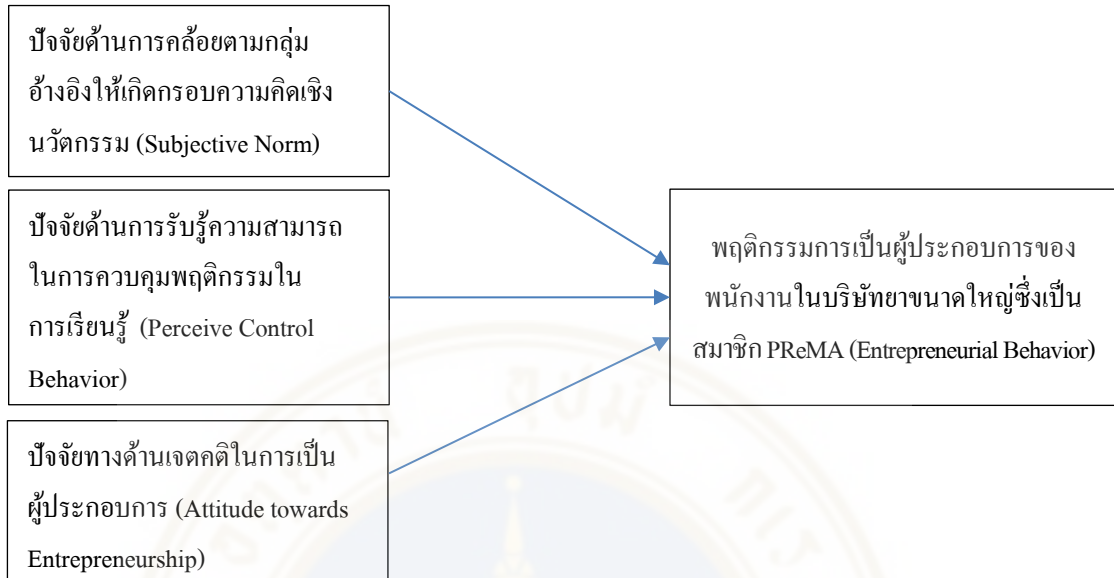 ปัจจัยด้านการคล้อยตามกลุ่ม
อ้างอิงให้เกิดกรอบความคิดเชิง
นวัตกรรม (Subjective Norm)
ปัจจัยด้านการรับรู้ความสามารถ
ในการควบคุมพฤติกรรมใน
การเรียนรู้ (Perceive Control
Behavior)
ปัจจัยทางด้านเจตคติในการเป็น
ผู้ประกอบการ (Attitude towards
Entrepreneurship)
พฤติกรรมการเป็นผู้ประกอบการของ
พนักงานในบริษัทยาขนาดใหญ่ซึ่งเป็น
สมาชิก PReMA (Entrepreneurial Behavior)